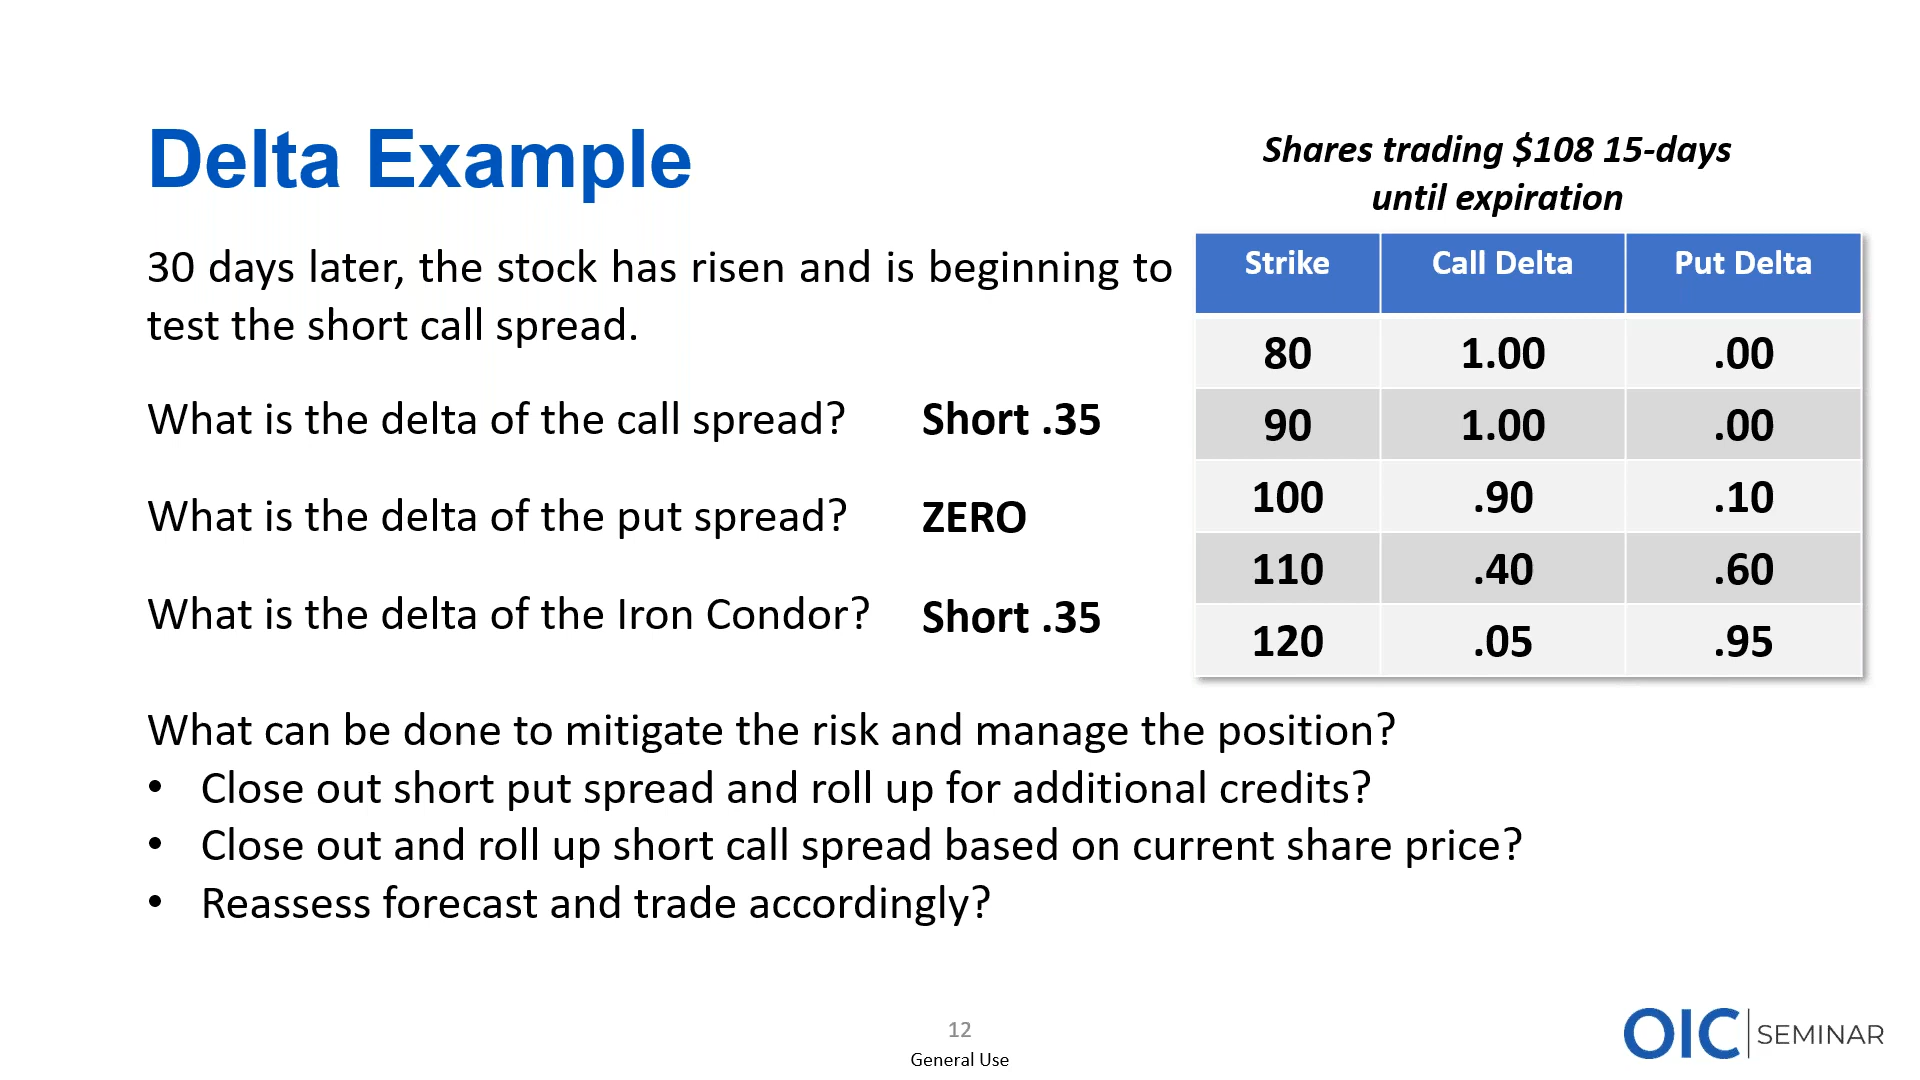 Delta Example
30 days later, the stock has risen and is beginning to
test the short call spread.
What is the delta of the call spread? Short .35
What is the delta of the put spread? ZERO
What is the delta of the Iron Condor? Short .35
Shares trading $108 15-days
until expiration
Strike Call Delta Put Delta
80 1.00 .00
90 1.00 .00
100 .90 .10
110 .40 .60
120 .05 .95
What can be done to mitigate the risk and manage the position?
• Close out short put spread and roll up for additional credits?
• Close out and roll up short call spread based on current share price?
• Reassess forecast and trade accordingly?
12
General Use
OIC SEMINAR